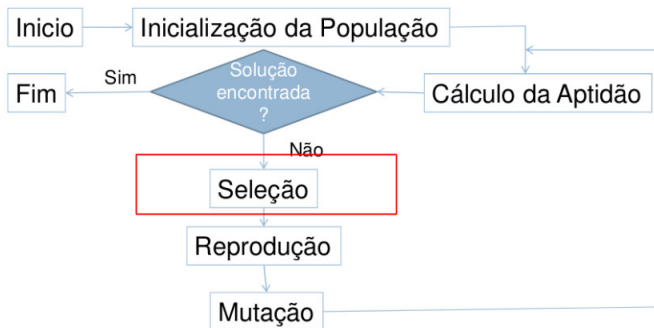 Inicio
Inicialização da População
Fim
Sim
Solução
encontrada
?
Cálculo da Aptidão
Não
Seleção
Reprodução
Mutação